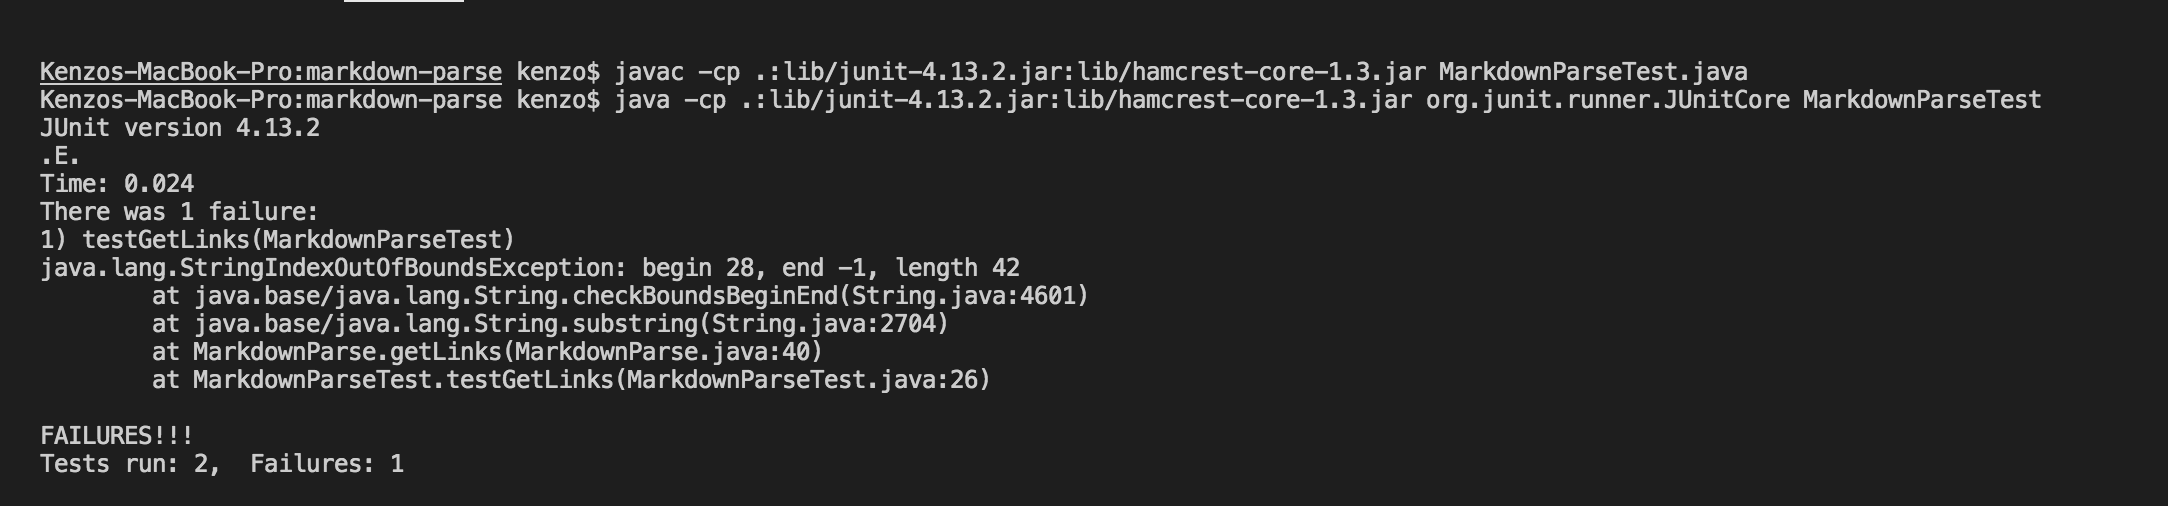 Kenzos-MacBook-Pro:markdown-parse kenzo$ javac -cp .:lib/junit-4.13.2.jar:lib/hamcrest-core-1.3.jar MarkdownParseTest.java
Kenzos-MacBook-Pro:markdown-parse kenzo$ java -cp .:lib/junit-4.13.2.jar:lib/hamcrest-core-1.3.jar org.junit.runner.JUnitCore MarkdownParseTest
JUnit version 4.13.2
.E.
Time: 0.024
There was 1 failure:
1) testGetLinks(MarkdownParseTest)
java.lang.StringIndexOutOfBoundsException: begin 28, end -1, length 42
        at java.base/java.lang.String.checkBoundsBeginEnd(String.java:4601)
        at java.base/java.lang.String.substring(String.java:2704)
        at MarkdownParse.getLinks(MarkdownParse.java:40)
        at MarkdownParseTest.testGetLinks(MarkdownParseTest.java:26)

FAILURES!!!
Tests run: 2,  Failures: 1